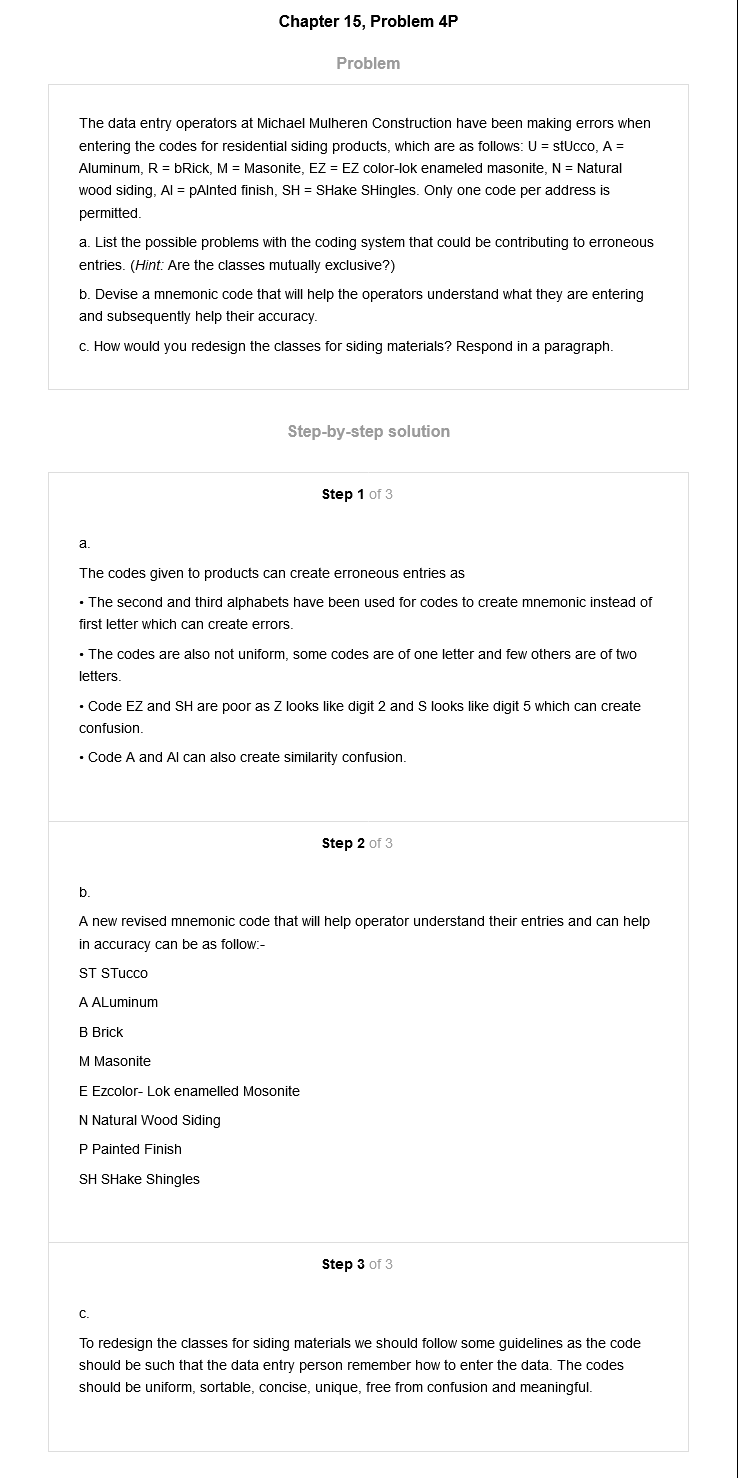 Chapter 15, Problem 4P
Problem
The data entry operators at Michael Mulheren Construction have been making errors when
entering the codes for residential siding products, which are as follows: U = stUcco, A =
Aluminum, R = bRick, M = Masonite, EZ = EZ color-lok enameled masonite, N = Natural
wood siding, AI = pAInted finish, SH = SHake SHingles. Only one code per address is
permitted.
a. List the possible problems with the coding system that could be contributing to erroneous
entries. (Hint: Are the classes mutually exclusive?)
b. Devise a mnemonic code that will help the operators understand what they are entering
and subsequently help their accuracy.
c. How would you redesign the classes for siding materials? Respond in a paragraph.
Step-by-step solution
Step 1 of 3
a.
The codes given to products can create erroneous entries as
• The second and third alphabets have been used for codes to create mnemonic instead of
first letter which can create errors.
• The codes are also not uniform, some codes are of one letter and few others are of two
letters.
• Code EZ and SH are poor as Z looks like digit 2 and S looks like digit 5 which can create
confusion.
• Code A and AI can also create similarity confusion.
Step 2 of 3
b.
A new revised mnemonic code that will help operator understand their entries and can help
in accuracy can be as follow:-
ST STucco
A ALuminum
B Brick
M Masonite
E Ezcolor- Lok enamelled Mosonite
N Natural Wood Siding
P Painted Finish
SH SHake Shingles
Step 3 of 3
c.
To redesign the classes for siding materials we should follow some guidelines as the code
should be such that the data entry person remember how to enter the data. The codes
should be uniform, sortable, concise, unique, free from confusion and meaningful.